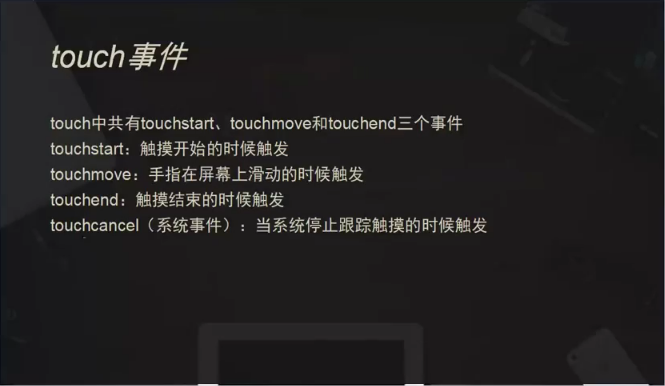 touch事件
touch中共有touchstart、touchmove和touchend三个事件
touchstart：触摸开始的时候触发
touchmove：手指在屏幕上滑动的时候触发
touchend：触摸结束的时候触发
touchcancel（系统事件）：当系统停止跟踪触摸的时候触发